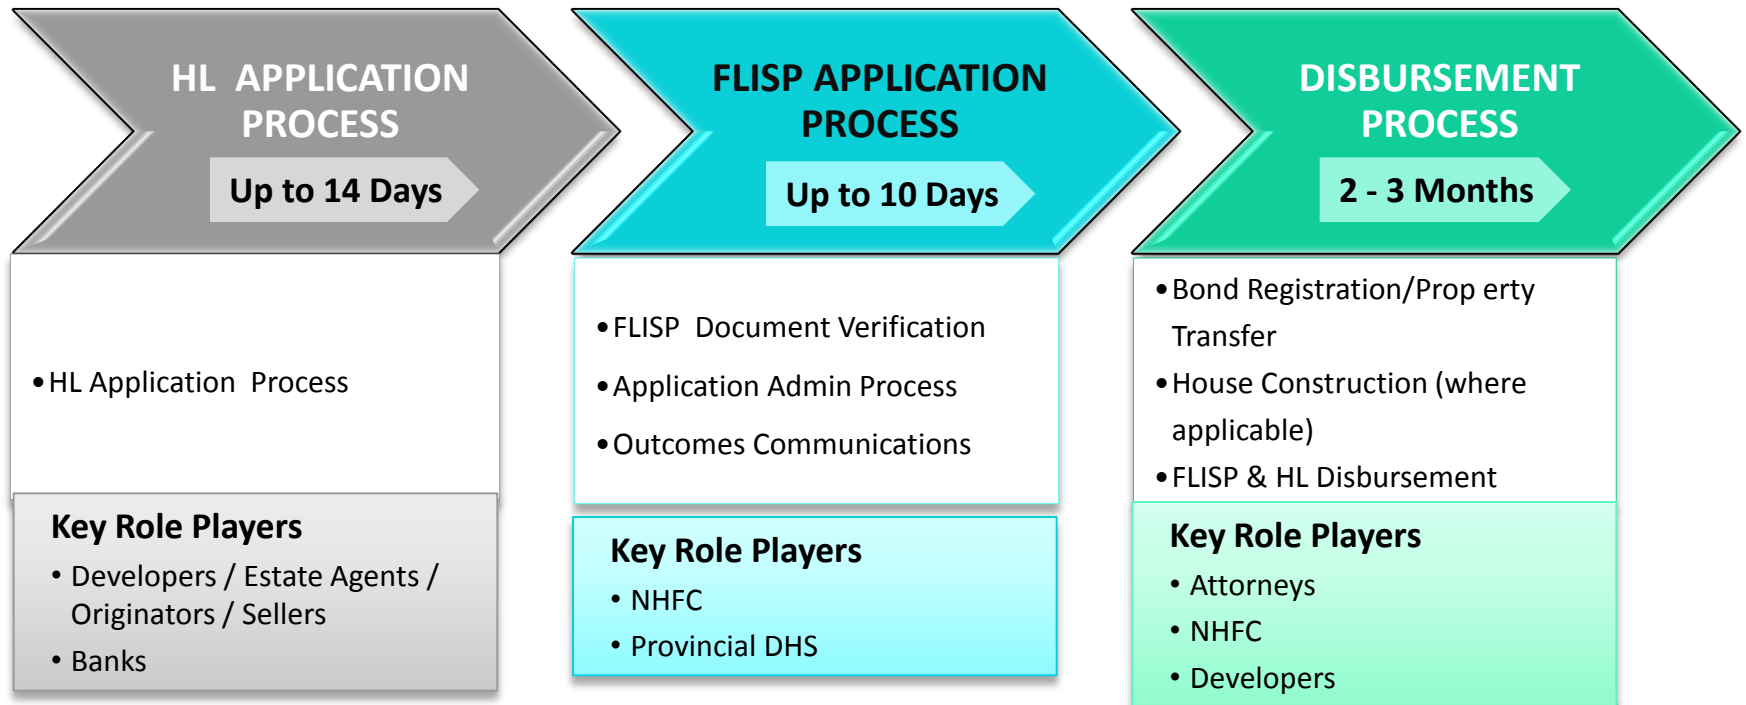 HL APPLICATION
PROCESS
Up to 14 Days
•HL Application Process
Key Role Players
• Developers / Estate Agents /
Originators / Sellers
• Banks
FLISP APPLICATION
PROCESS
Up to 10 Days
•FLISP Document Verification
•Application Admin Process
•Outcomes Communications
Key Role Players
• NHFC
• Provincial DHS
DISBURSEMENT
PROCESS
2 - 3 Months
•Bond Registration/Prop erty
Transfer
•House Construction (where
applicable)
•FLISP & HL Disbursement
Key Role Players
• Attorneys
• NHFC
• Developers